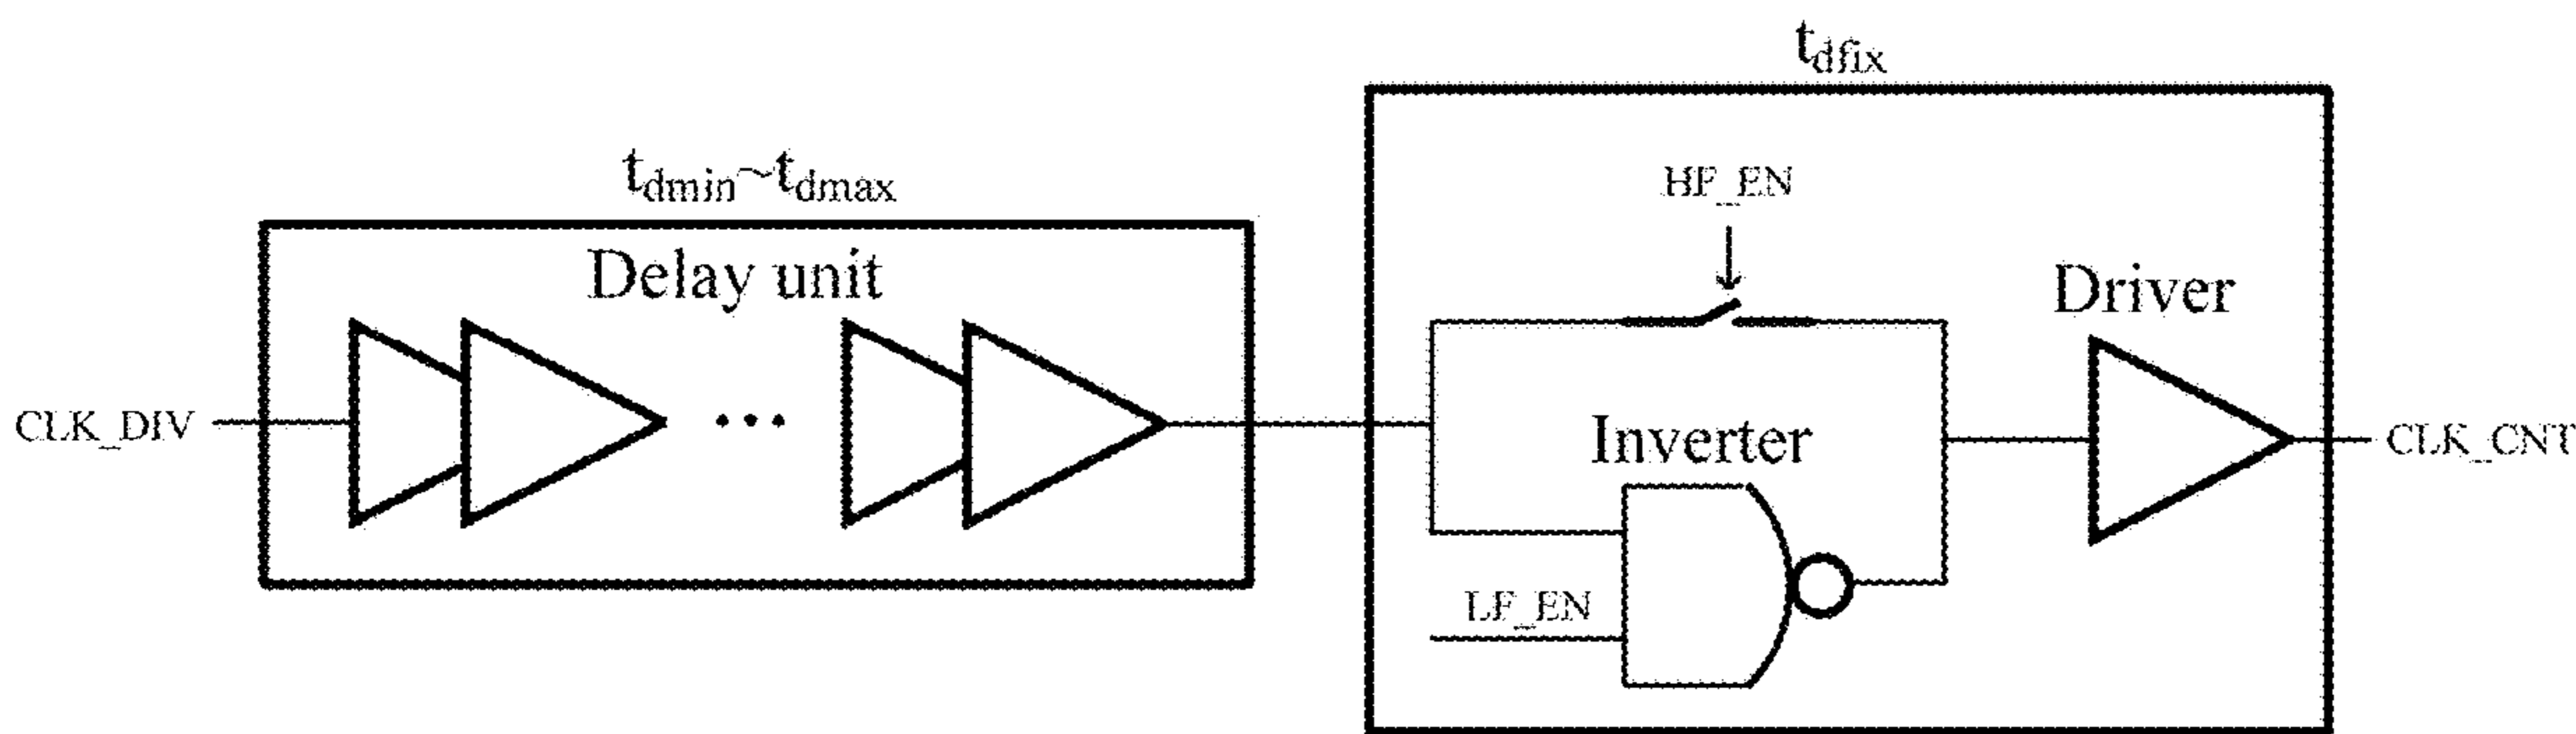 t_dfix
t_dmin~t_dmax
HF_EN
Delay unit
Driver
CLK_DIV
Inverter
CLK_CNT
LF_EN